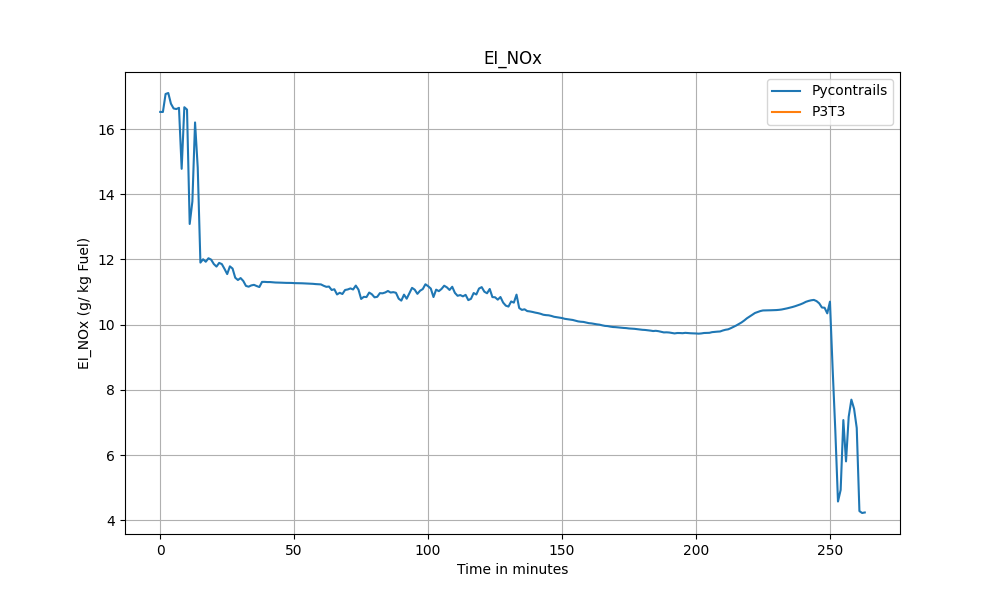 EI_NOx
Pycontrails
P3T3
EI_NOx (g/ kg Fuel)
16
14
12
10
8
6
4
0 50 100 150 200 250
Time in minutes